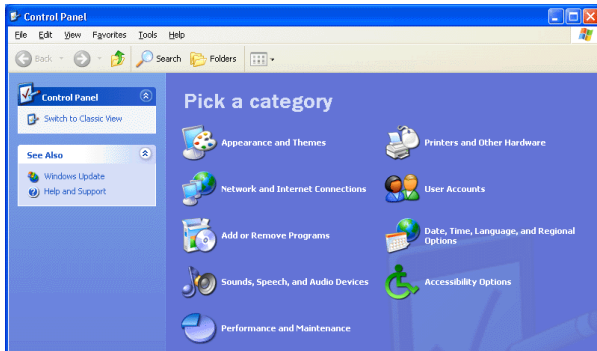 Control Panel
File Edit View Favorites Tools Help
Back Search Folders
Control Panel
Switch to Classic View
See Also
Windows Update
Help and Support
Pick a category
Appearance and Themes
Printers and Other Hardware
Network and Internet Connections
User Accounts
Add or Remove Programs
Date, Time, Language, and Regional
Options
Sounds, Speech, and Audio Devices
Accessibility Options
Performance and Maintenance